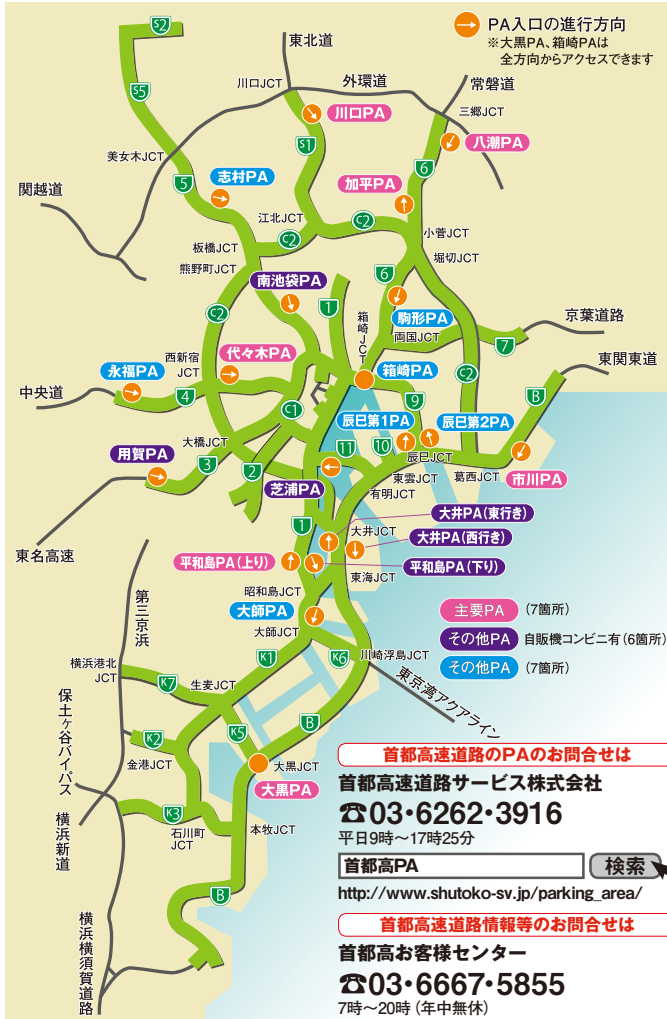 S2
東北道
PA入口の進行方向
※大黒PA、箱崎PAは
全方向からアクセスできます
川口JCT
外環道
常磐道
S5
川口PA
三郷JCT
美女木JCT
S1
八潮PA
5
志村PA
加平PA
6
関越道
江北JCT
C2
C2
小菅JCT
板橋JCT
堀切JCT
熊野町JCT
南池袋PA
6
1
箱崎JCT
駒形PA
京葉道路
C2
両国JCT
7
西新宿
JCT
代々木PA
永福PA
箱崎PA
C2
東関東道
中央道
4
9
B
C1
辰巳第1PA
辰巳第2PA
大橋JCT
11
10
用賀PA
3
2
辰巳JCT
東雲JCT
葛西JCT
市川PA
芝浦PA
有明JCT
大井PA(東行き)
1
大井JCT
大井PA(西行き)
東名高速
平和島PA(上り)
平和島PA(下り)
東海JCT
昭和島JCT
第三京浜
大師PA
主要PA
(7箇所)
大師JCT
その他PA
自販機コンビニ有(6箇所)
K1
K6
川崎浮島JCT
その他PA
(7箇所)
横浜港北
JCT
K7
生麦JCT
東京湾アクアライン
保土ヶ谷バイパス
K2
K5
B
金港JCT
大黒JCT
大黒PA
K3
横浜新道
石川町
JCT
本牧JCT
B
横浜横須賀道路
首都高速道路のPAのお問合せは
首都高速道路サービス株式会社
☎03・6262・3916
平日9時〜17時25分
首都高PA
検索
http://www.shutoko-sv.jp/parking_area/
首都高速道路情報等のお問合せは
首都高お客様センター
☎03・6667・5855
7時〜20時(年中無休)